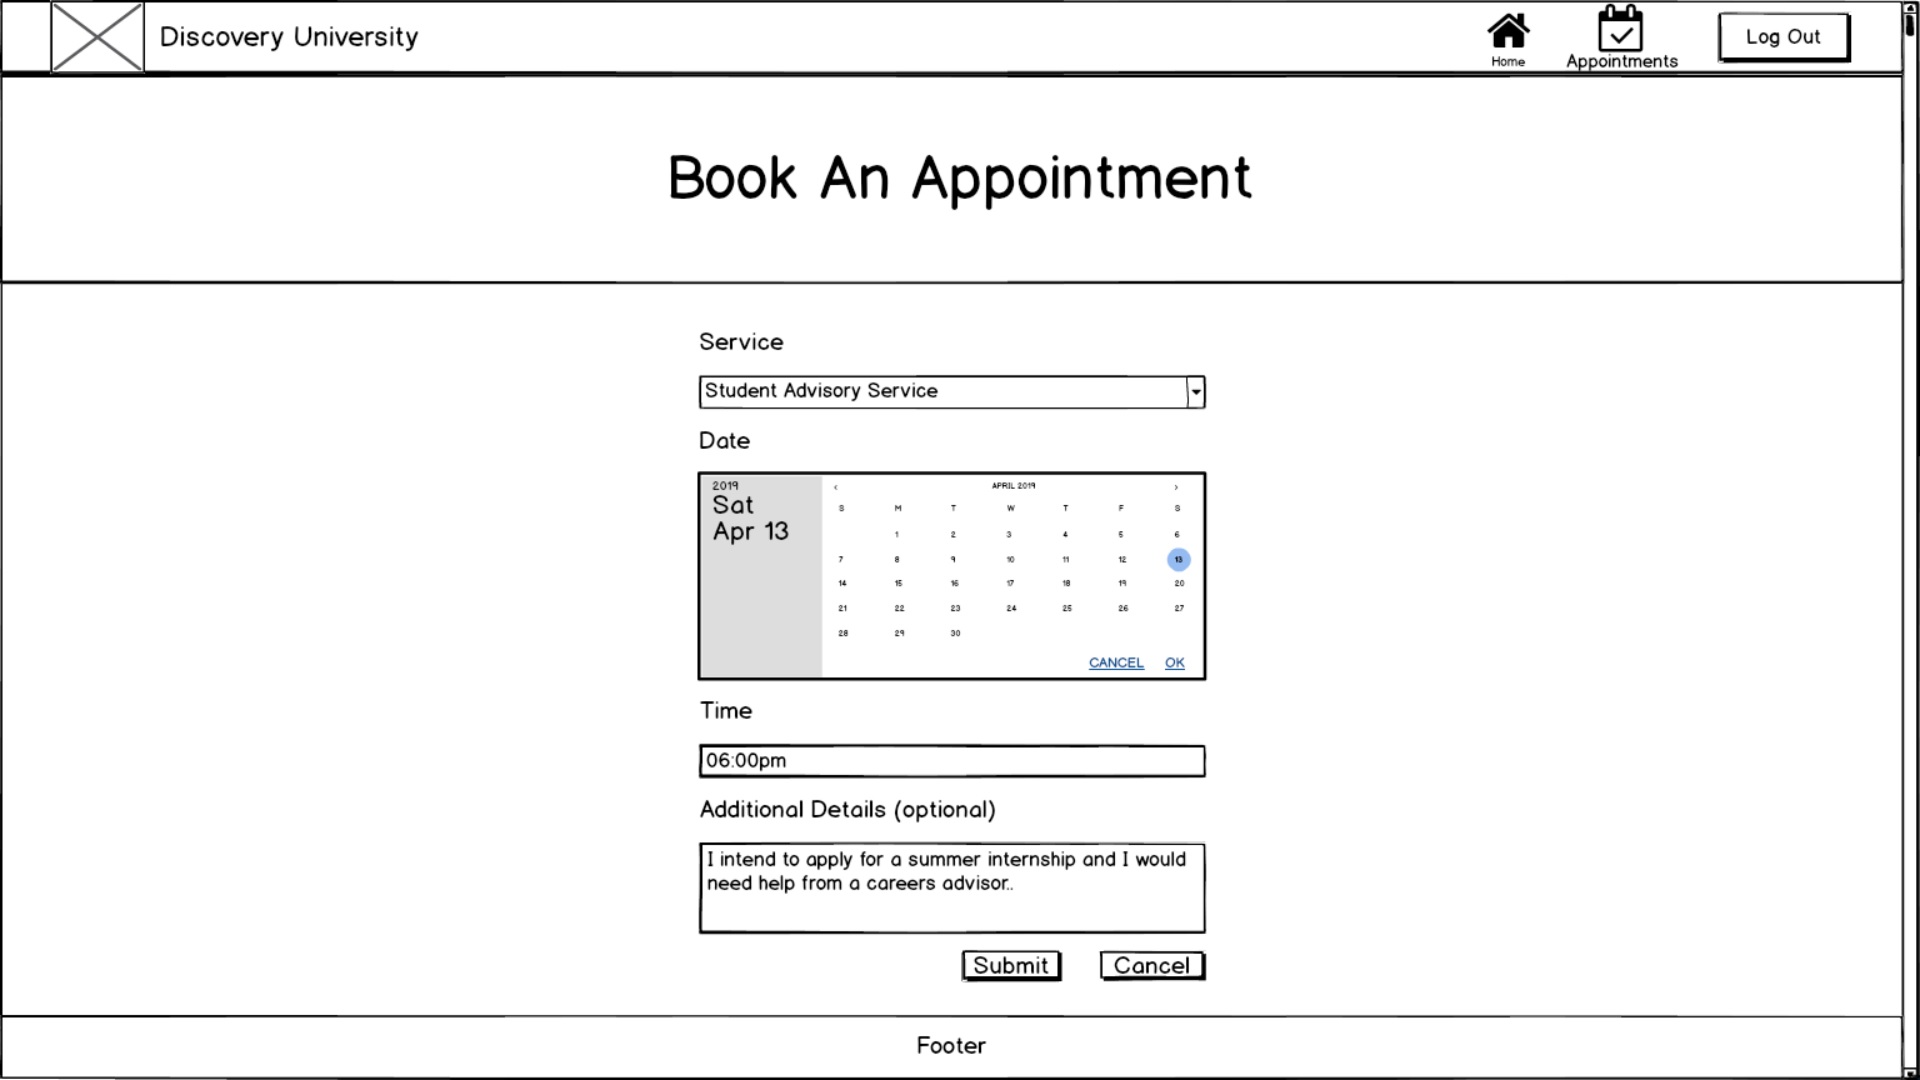 Discovery University
Home
Appointments
Log Out
Book An Appointment
Service
Student Advisory Service
Date
2019
Sat
Apr 13
‹ APRIL 2019 ›
S M T W T F S
1 2 3 4 5 6
7 8 9 10 11 12 13
14 15 16 17 18 19 20
21 22 23 24 25 26 27
28 29 30
CANCEL OK
Time
06:00pm
Additional Details (optional)
I intend to apply for a summer internship and I would
need help from a careers advisor..
Submit Cancel
Footer